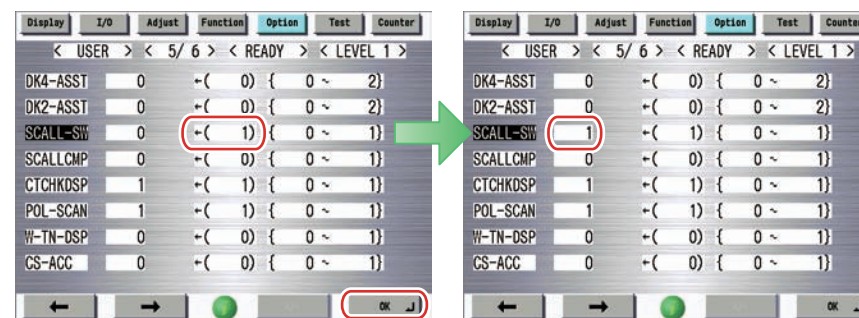 Display I/O Adjust Function Option Test Counter
< USER > < 5/ 6 > < READY > < LEVEL 1 >
DK4-ASST 0 ←( 0) { 0 ~ 2}
DK2-ASST 0 ←( 0) { 0 ~ 2}
SCALL-SW 0 ←( 1) { 0 ~ 1}
SCALLCMP 0 ←( 0) { 0 ~ 1}
CTCHKDSP 1 ←( 1) { 0 ~ 1}
POL-SCAN 1 ←( 1) { 0 ~ 1}
W-TN-DSP 0 ←( 0) { 0 ~ 1}
CS-ACC 0 ←( 0) { 0 ~ 1}
OK
Display I/O Adjust Function Option Test Counte
< USER > < 5/ 6 > < READY > < LEVEL 1 >
DK4-ASST 0 ←( 0) { 0 ~ 2}
DK2-ASST 0 ←( 0) { 0 ~ 2}
SCALL-SW 1 ←( 1) { 0 ~ 1}
SCALLCMP 0 ←( 0) { 0 ~ 1}
CTCHKDSP 1 ←( 1) { 0 ~ 1}
POL-SCAN 1 ←( 1) { 0 ~ 1}
W-TN-DSP 0 ←( 0) { 0 ~ 1}
CS-ACC 0 ←( 0) { 0 ~ 1}
OK